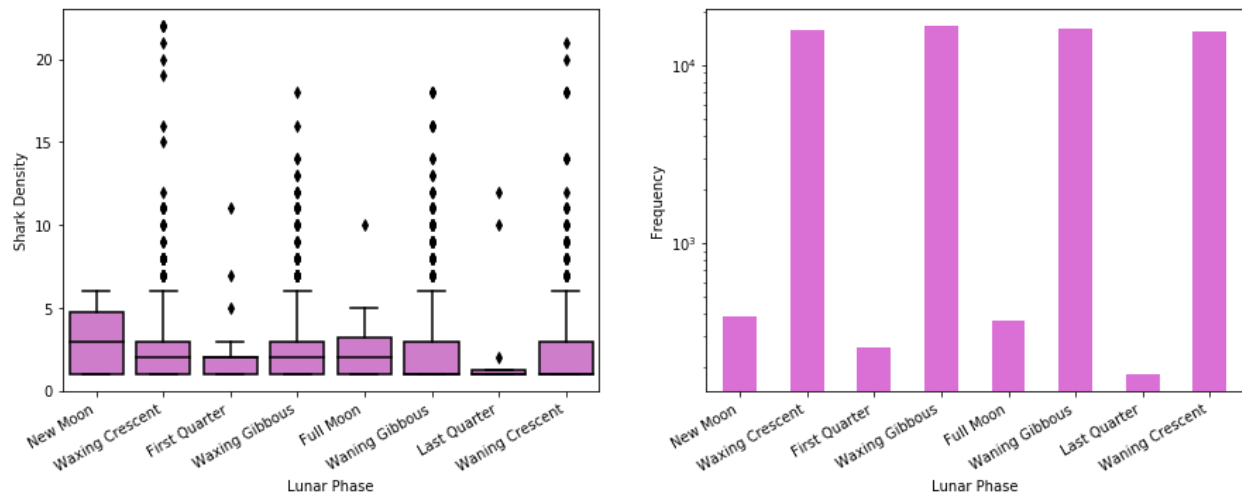 20
15
10
5
0
Shark Density
New Moon
Waxing Crescent
First Quarter
Waxing Gibbous
Full Moon
Waning Gibbous
Last Quarter
Waning Crescent
Lunar Phase
10⁴
10³
Frequency
New Moon
Waxing Crescent
First Quarter
Waxing Gibbous
Full Moon
Waning Gibbous
Last Quarter
Waning Crescent
Lunar Phase